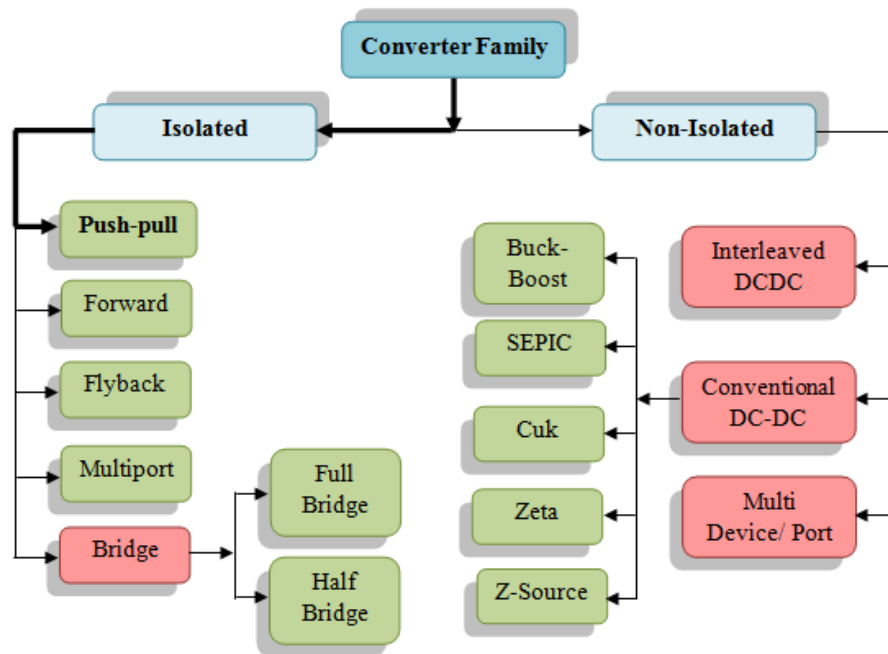 Converter Family
Isolated
Non-Isolated
Push-pull
Forward
Flyback
Multiport
Bridge
Full
Bridge
Half
Bridge
Buck-
Boost
SEPIC
Cuk
Zeta
Z-Source
Interleaved
DCDC
Conventional
DC-DC
Multi
Device/ Port